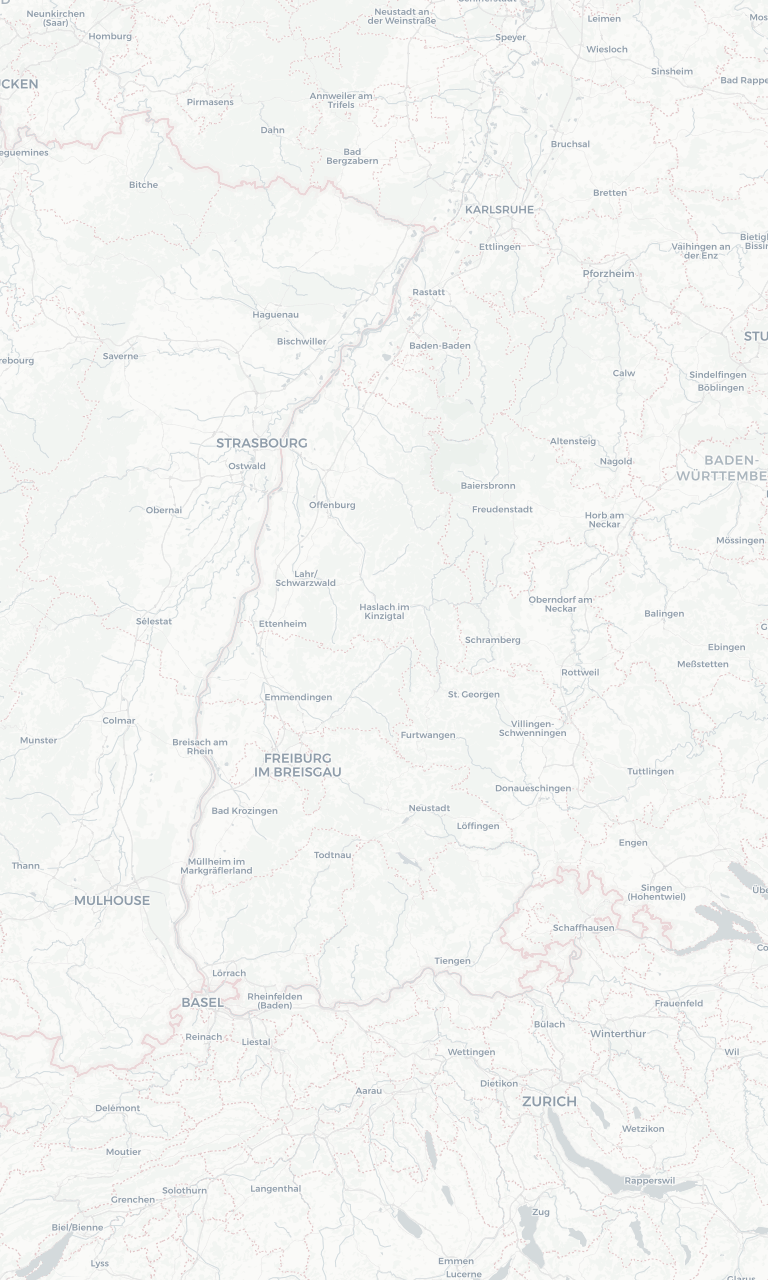 Neunkirchen
(Saar)
Neustadt an
der Weinstraße
Leimen
Homburg
Speyer
Wiesloch
Sinsheim
Pirmasens
Annweiler am
Trifels
Dahn
Bruchsal
Bad
Bergzabern
Bitche
Bretten
KARLSRUHE
Ettlingen
Vaihingen an
der Enz
Pforzheim
Rastatt
Haguenau
Bischwiller
Baden-Baden
Saverne
Calw
Sindelfingen
Böblingen
STRASBOURG
Altensteig
Ostwald
Nagold
BADEN-
Baiersbronn
Obernai
Offenburg
Freudenstadt
Horb am
Neckar
Mössingen
Lahr/
Schwarzwald
Haslach im
Kinzigtal
Oberndorf am
Neckar
Balingen
Sélestat
Ettenheim
Schramberg
Ebingen
Meßstetten
Rottweil
St. Georgen
Emmendingen
Colmar
Villingen-
Schwenningen
Munster
Breisach am
Rhein
Furtwangen
FREIBURG
IM BREISGAU
Tuttlingen
Donaueschingen
Bad Krozingen
Neustadt
Löffingen
Engen
Thann
Müllheim im
Markgräflerland
Todtnau
Singen
(Hohentwiel)
MULHOUSE
Schaffhausen
Tiengen
Lörrach
BASEL
Rheinfelden
(Baden)
Frauenfeld
Bülach
Winterthur
Reinach
Liestal
Wettingen
Wil
Dietikon
Aarau
ZURICH
Delémont
Wetzikon
Moutier
Rapperswil
Solothurn
Langenthal
Grenchen
Zug
Biel/Bienne
Lyss
Emmen
Lucerne